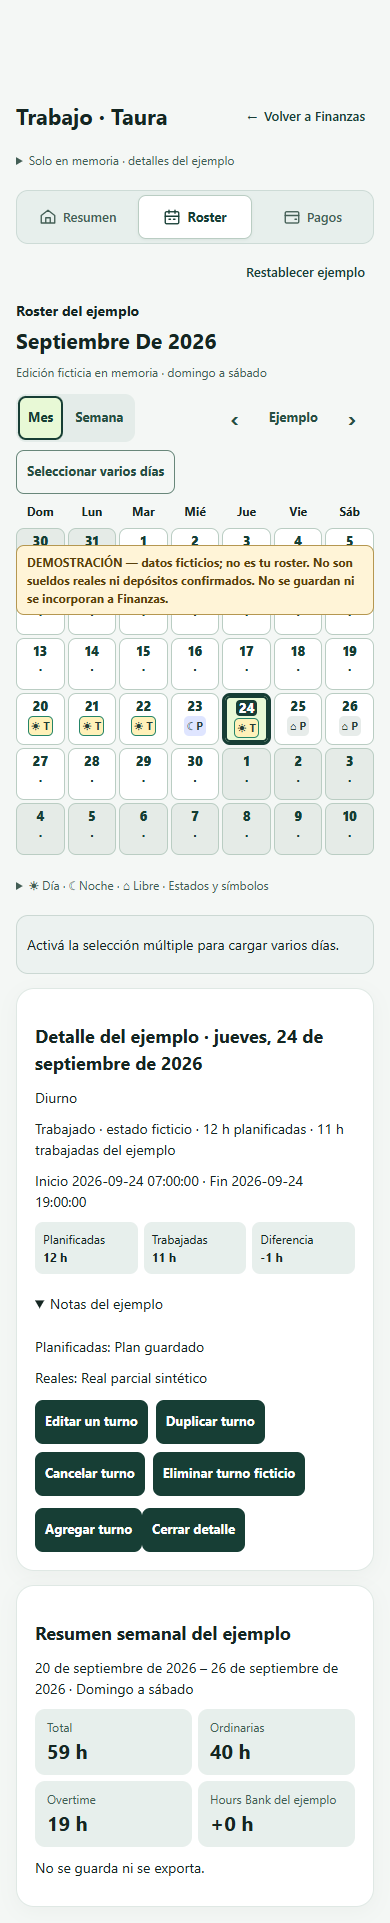 Trabajo · Taura
← Volver a Finanzas
▶ Solo en memoria · detalles del ejemplo
Resumen
Roster
Pagos
Restablecer ejemplo
Roster del ejemplo
Septiembre De 2026
Edición ficticia en memoria · domingo a sábado
Mes Semana ‹ Ejemplo ›
Seleccionar varios días
Dom Lun Mar Mié Jue Vie Sáb
30 31 1 2 3 4 5
DEMOSTRACIÓN — datos ficticios; no es tu roster. No son
sueldos reales ni depósitos confirmados. No se guardan ni
se incorporan a Finanzas.
13 14 15 16 17 18 19
· · · · · · ·
20 21 22 23 24 25 26
☀ T ☀ T ☀ T ☾ P ☀ T ⌂ P ⌂ P
27 28 29 30 1 2 3
· · · · · · ·
4 5 6 7 8 9 10
· · · · · · ·
▶ ☀ Día · ☾ Noche · ⌂ Libre · Estados y símbolos
Activá la selección múltiple para cargar varios días.
Detalle del ejemplo · jueves, 24 de
septiembre de 2026
Diurno
Trabajado · estado ficticio · 12 h planificadas · 11 h
trabajadas del ejemplo
Inicio 2026-09-24 07:00:00 · Fin 2026-09-24
19:00:00
Planificadas Trabajadas Diferencia
12 h 11 h -1 h
▼ Notas del ejemplo
Planificadas: Plan guardado
Reales: Real parcial sintético
Editar un turno
Duplicar turno
Cancelar turno
Eliminar turno ficticio
Agregar turno
Cerrar detalle
Resumen semanal del ejemplo
20 de septiembre de 2026 – 26 de septiembre de
2026 · Domingo a sábado
Total Ordinarias
59 h 40 h
Overtime Hours Bank del ejemplo
19 h +0 h
No se guarda ni se exporta.